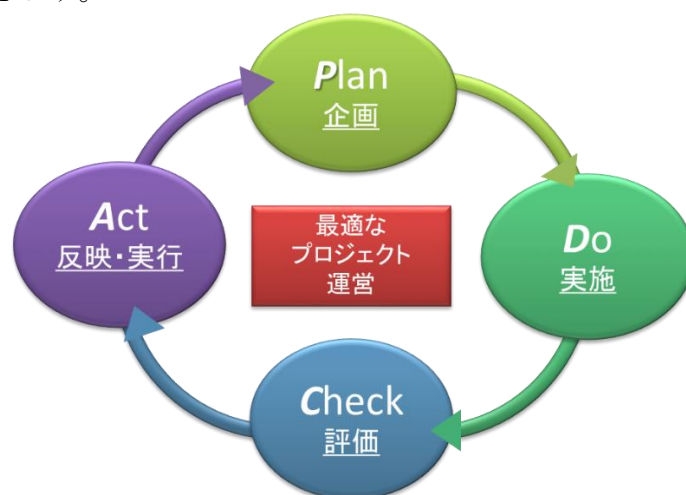 Plan
企画
Act
反映・実行
最適な
プロジェクト
運営
Do
実施
Check
評価